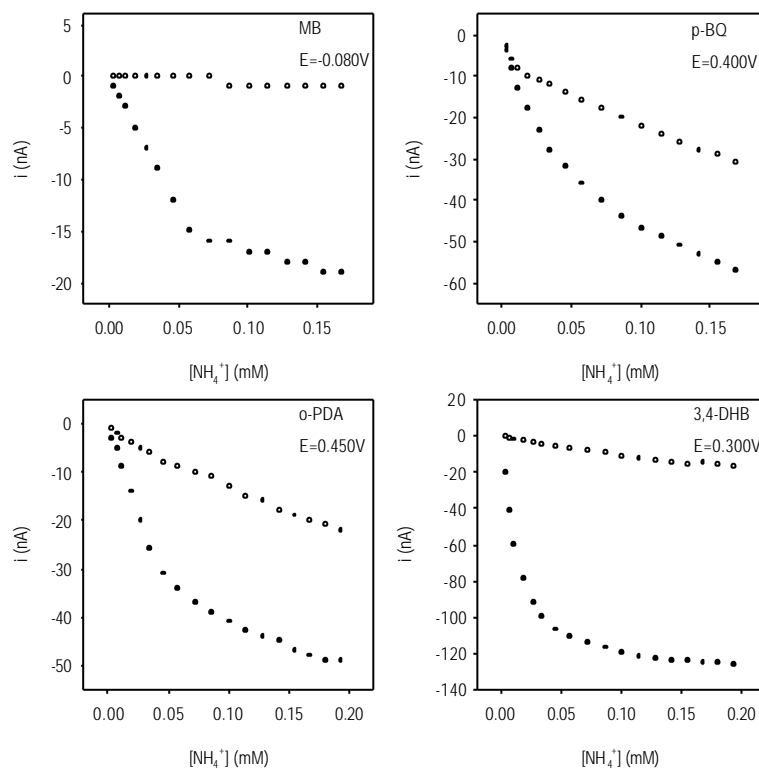 MB
E=-0.080V
5
0
-5
-10
-15
-20
i (nA)
0.00 0.05 0.10 0.15
[NH₄⁺] (mM)
p-BQ
E=0.400V
0
-10
-20
-30
-40
-50
-60
i (nA)
0.00 0.05 0.10 0.15
[NH₄⁺] (mM)
o-PDA
E=0.450V
0
-10
-20
-30
-40
-50
i (nA)
0.00 0.05 0.10 0.15 0.20
[NH₄⁺] (mM)
3,4-DHB
E=0.300V
20
0
-20
-40
-60
-80
-100
-120
-140
i (nA)
0.00 0.05 0.10 0.15 0.20
[NH₄⁺] (mM)